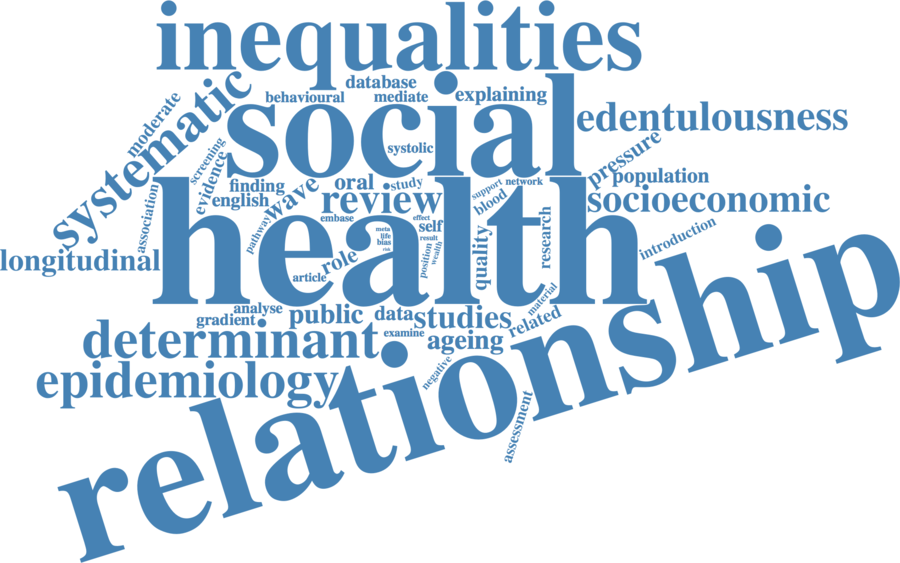 inequalities
database
behavioural
mediate
explaining
moderate
systematic
social
edentulousness
systolic
screening
evidence
pressure
population
finding
oral
study
support
network
association
english
wave
review
blood
socioeconomic
pathway
embase
effect
self
meta
life
bias
risk
result
position
wealth
quality
research
introduction
longitudinal
health
article
role
material
analyse
gradient
public
data
studies
related
examine
determinant
ageing
relationship
epidemiology
negative
assessment